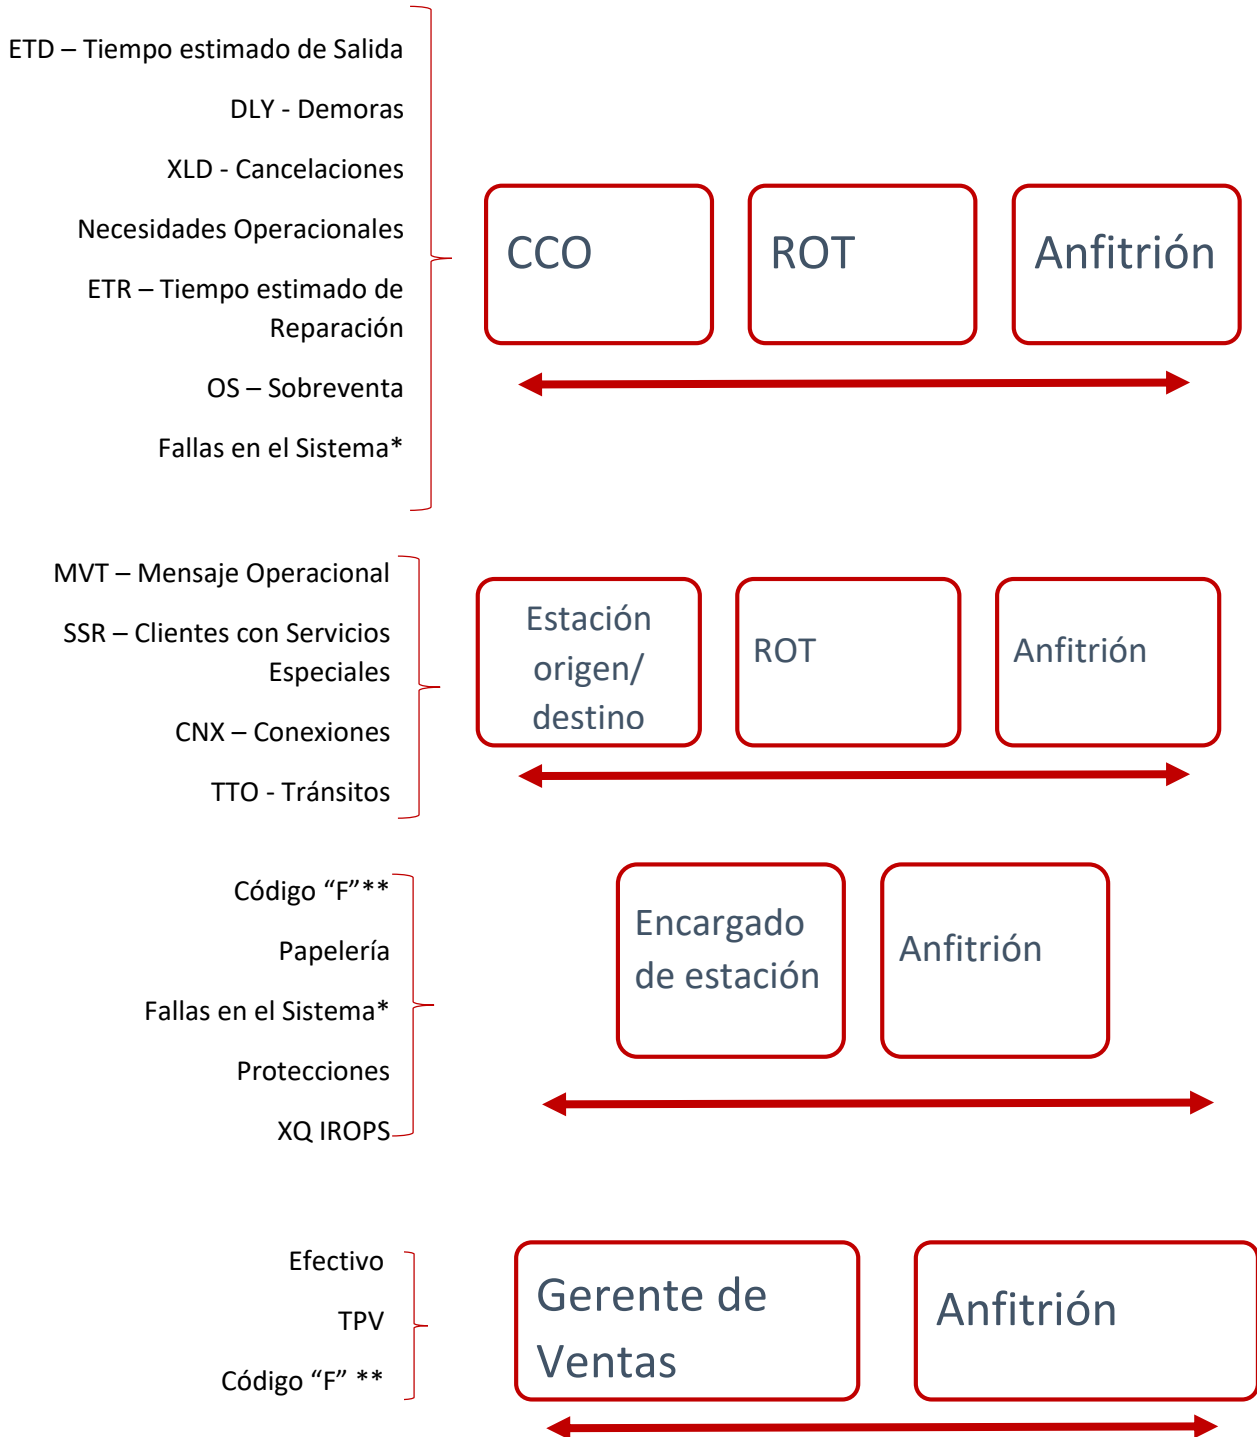 ETD – Tiempo estimado de Salida
DLY - Demoras
XLD - Cancelaciones
Necesidades Operacionales
ETR – Tiempo estimado de
Reparación
OS – Sobreventa
Fallas en el Sistema*
CCO
ROT
Anfitrión
MVT – Mensaje Operacional
SSR – Clientes con Servicios
Especiales
CNX – Conexiones
TTO - Tránsitos
Estación
origen/
destino
ROT
Anfitrión
Código “F”**
Papelería
Fallas en el Sistema*
Protecciones
XQ IROPS
Encargado
de estación
Anfitrión
Efectivo
TPV
Código “F” **
Gerente de
Ventas
Anfitrión